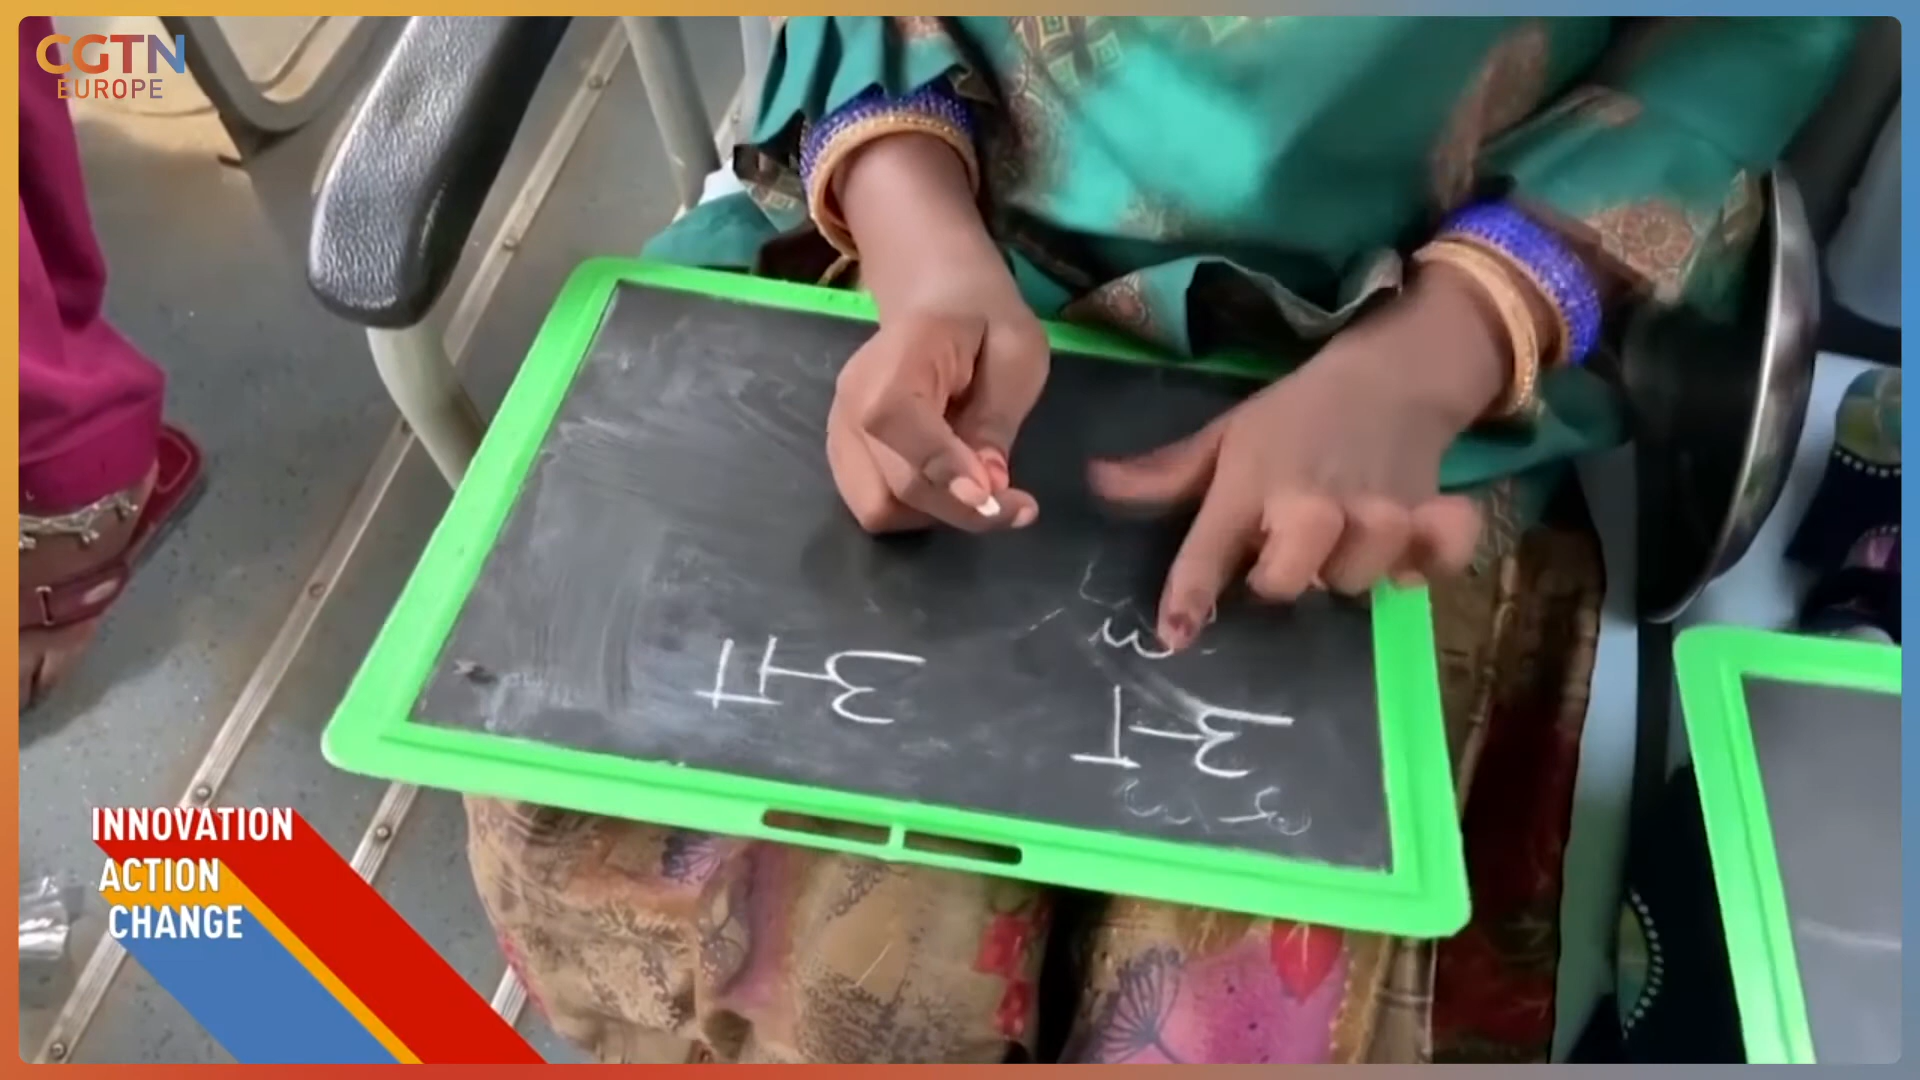 CGTN
EUROPE
अ आ
INNOVATION
ACTION
CHANGE